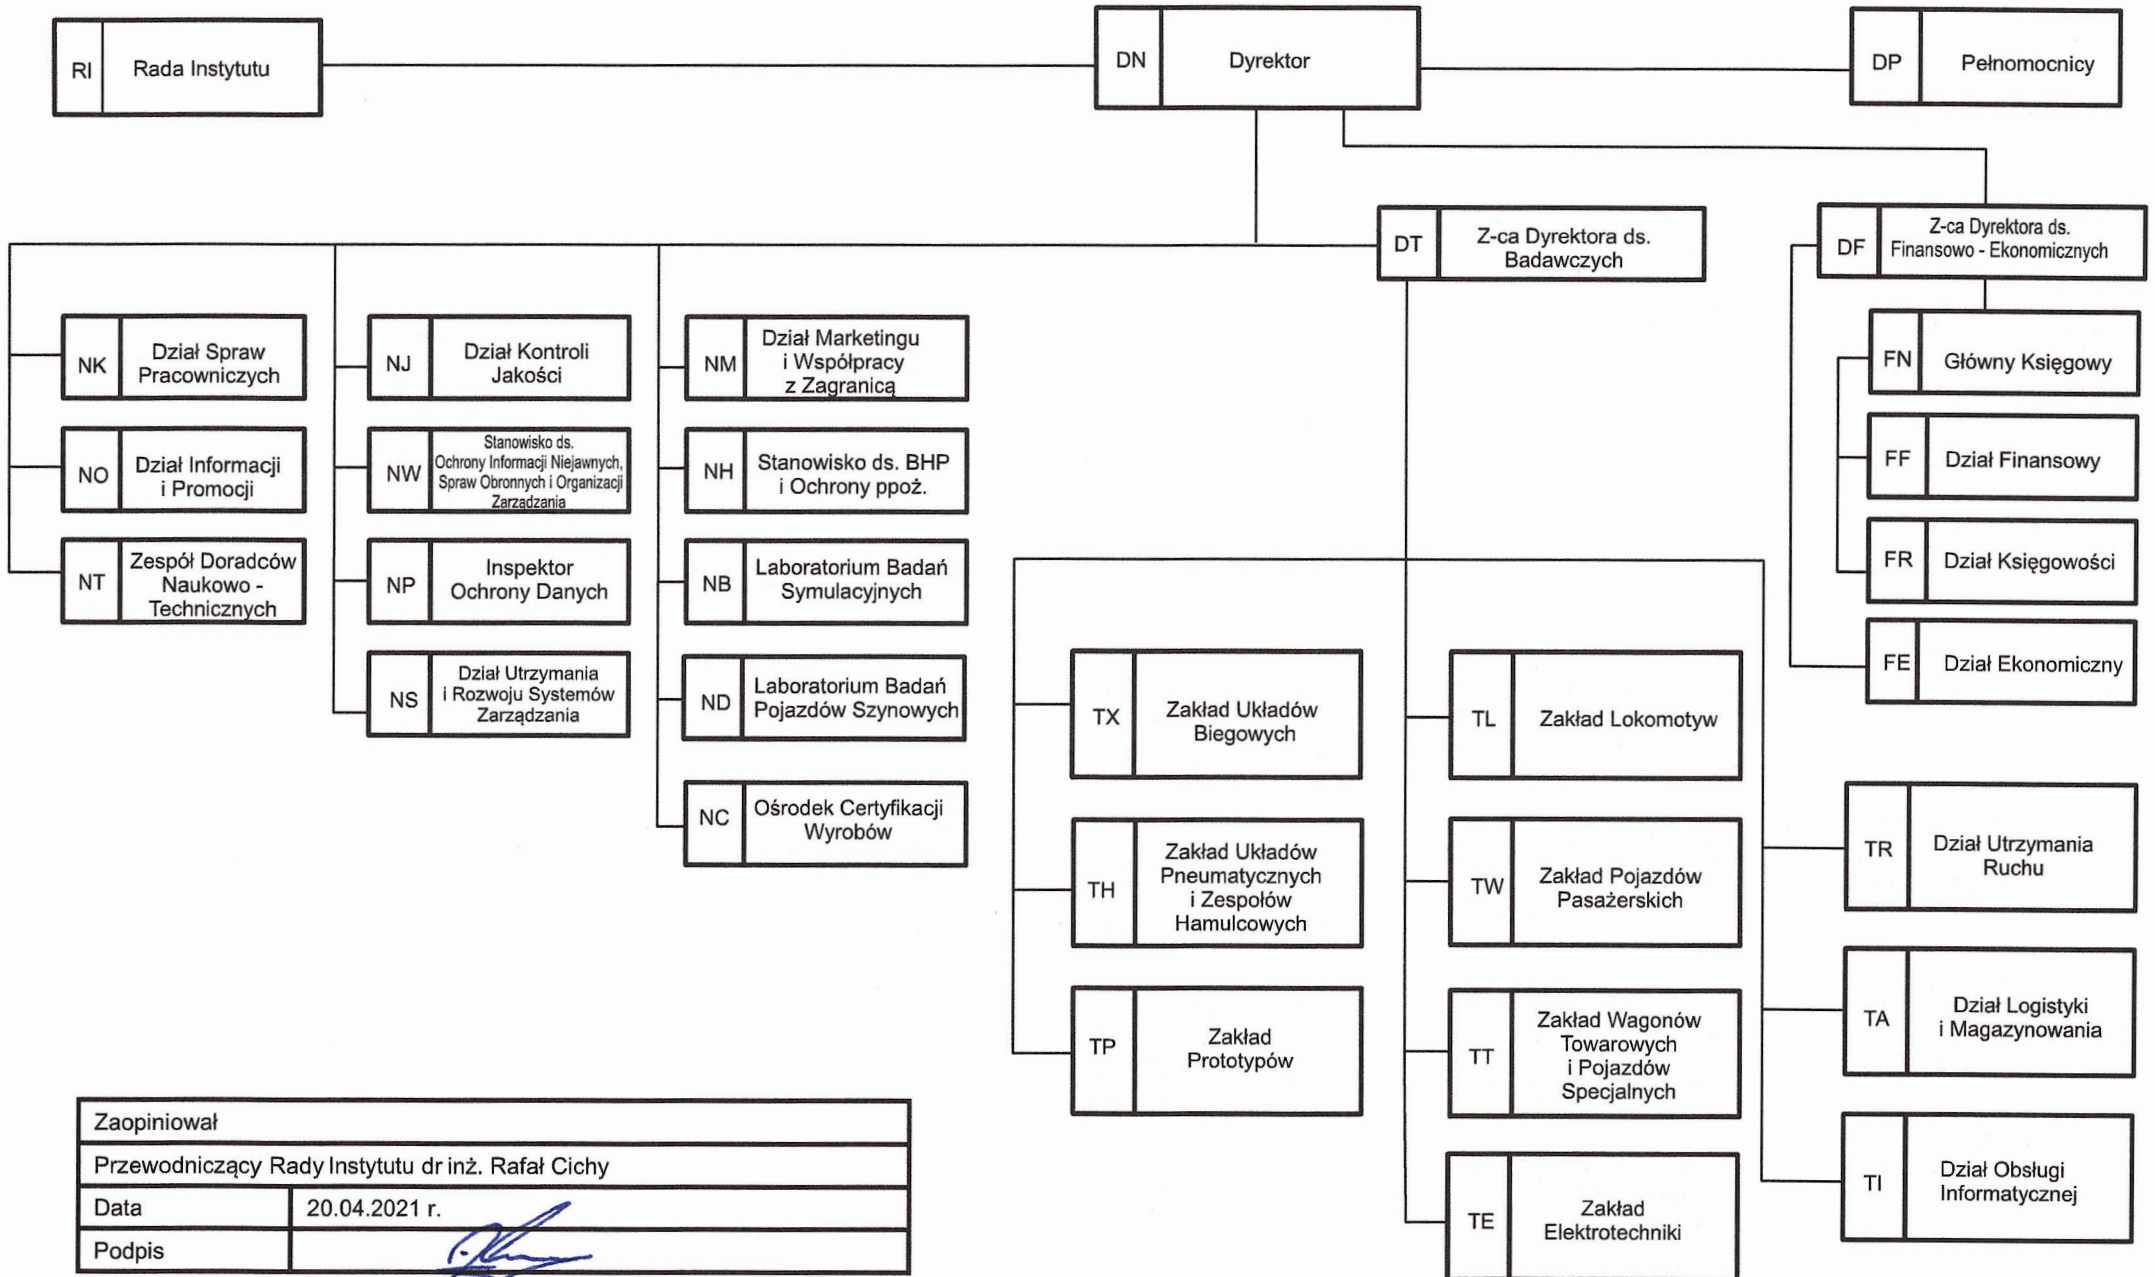 RI
Rada Instytutu
DN
Dyrektor
DP
Pełnomocnicy
DT
Z-ca Dyrektora ds.
Badawczych
DF
Z-ca Dyrektora ds.
Finansowo - Ekonomicznych
NK
Dział Spraw
Pracowniczych
NO
Dział Informacji
i Promocji
NT
Zespół Doradców
Naukowo -
Technicznych
NJ
Dział Kontroli
Jakości
NW
Stanowisko ds.
Ochrony Informacji Niejawnych,
Spraw Obronnych i Organizacji
Zarządzania
NP
Inspektor
Ochrony Danych
NS
Dział Utrzymania
i Rozwoju Systemów
Zarządzania
NM
Dział Marketingu
i Współpracy
z Zagranicą
NH
Stanowisko ds. BHP
i Ochrony ppoż.
NB
Laboratorium Badań
Symulacyjnych
ND
Laboratorium Badań
Pojazdów Szynowych
NC
Ośrodek Certyfikacji
Wyrobów
FN
Główny Księgowy
FF
Dział Finansowy
FR
Dział Księgowości
FE
Dział Ekonomiczny
TX
Zakład Układów
Biegowych
TH
Zakład Układów
Pneumatycznych
i Zespołów
Hamulcowych
TP
Zakład
Prototypów
TL
Zakład Lokomotyw
TW
Zakład Pojazdów
Pasażerskich
TT
Zakład Wagonów
Towarowych
i Pojazdów
Specjalnych
TE
Zakład
Elektrotechniki
TR
Dział Utrzymania
Ruchu
TA
Dział Logistyki
i Magazynowania
TI
Dział Obsługi
Informatycznej
Zaopiniował
Przewodniczący Rady Instytutu dr inż. Rafał Cichy
Data
20.04.2021 r.
Podpis